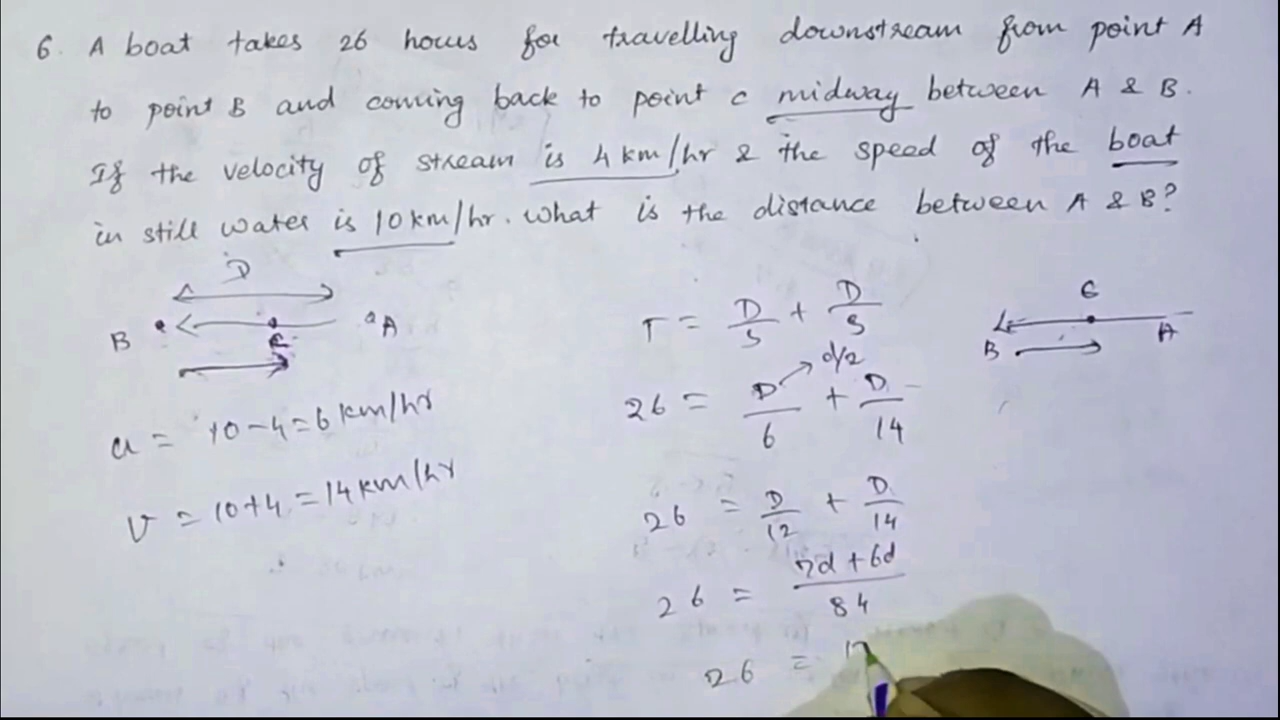 6. A boat takes 26 hours for travelling downstream from point A
to point B and coming back to point c midway between A & B.
If the velocity of stream is 4 km/hr & the speed of the boat
in still water is 10 km/hr. What is the distance between A & B?
D
B C A
u = 10-4=6 km/hr
v = 10+4 = 14 km/hr
T = D/S + D/S
26 = D/6 + D/14
d/2
26 = D/12 + D/14
26 = 7d + 6d / 84
26 =
C
B A